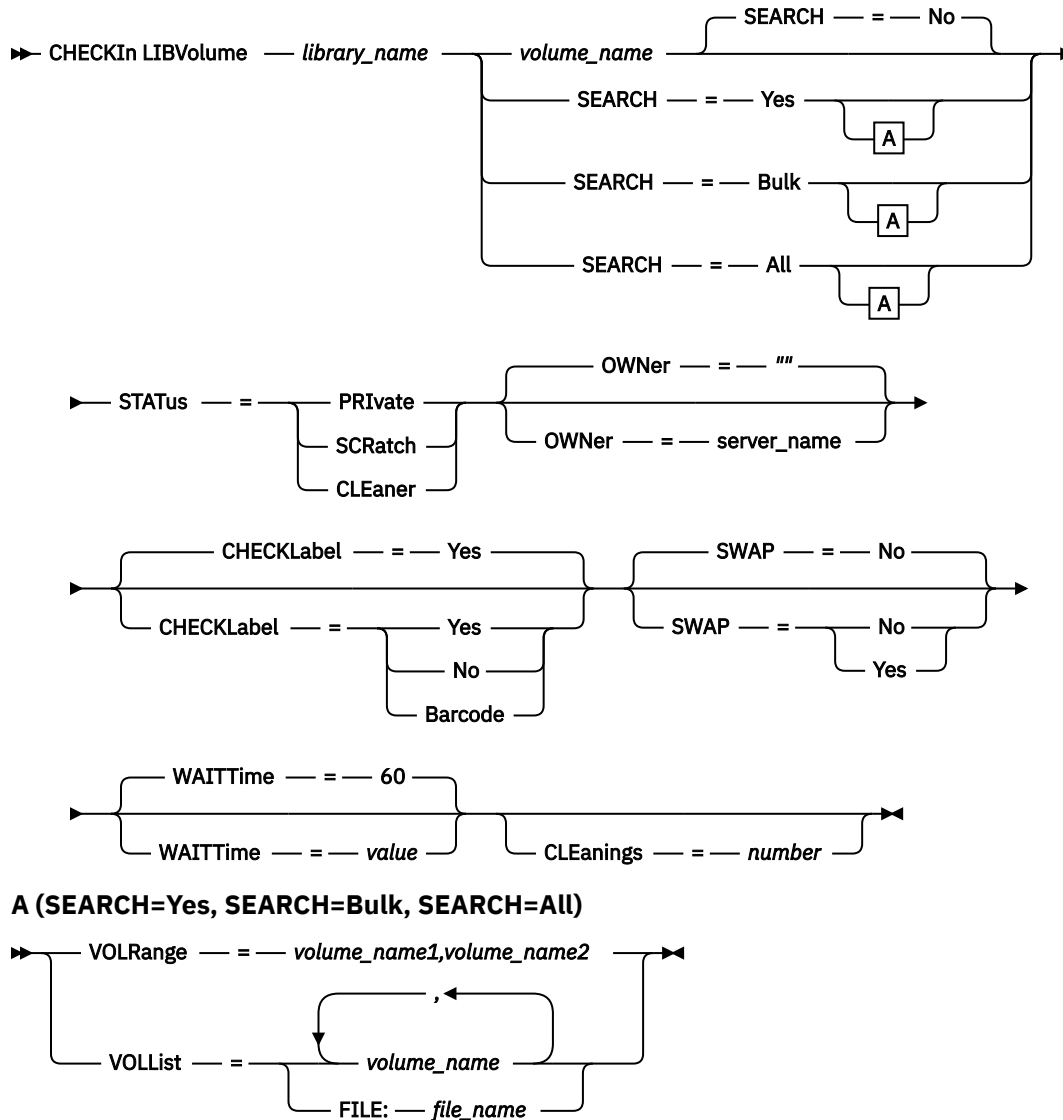 SEARCH = No
CHECKIn LIBVolume library_name volume_name
SEARCH = Yes
A
SEARCH = Bulk
A
SEARCH = All
A
OWNer = ""
STATus = PRIvate
SCRatch
CLEaner
OWNer = server_name
CHECKLabel = Yes
SWAP = No
CHECKLabel = Yes
No
Barcode
SWAP = No
Yes
WAITTime = 60
WAITTime = value
CLEanings = number
A (SEARCH=Yes, SEARCH=Bulk, SEARCH=All)
VOLRange = volume_name1,volume_name2
,
VOLList = volume_name
FILE: file_name